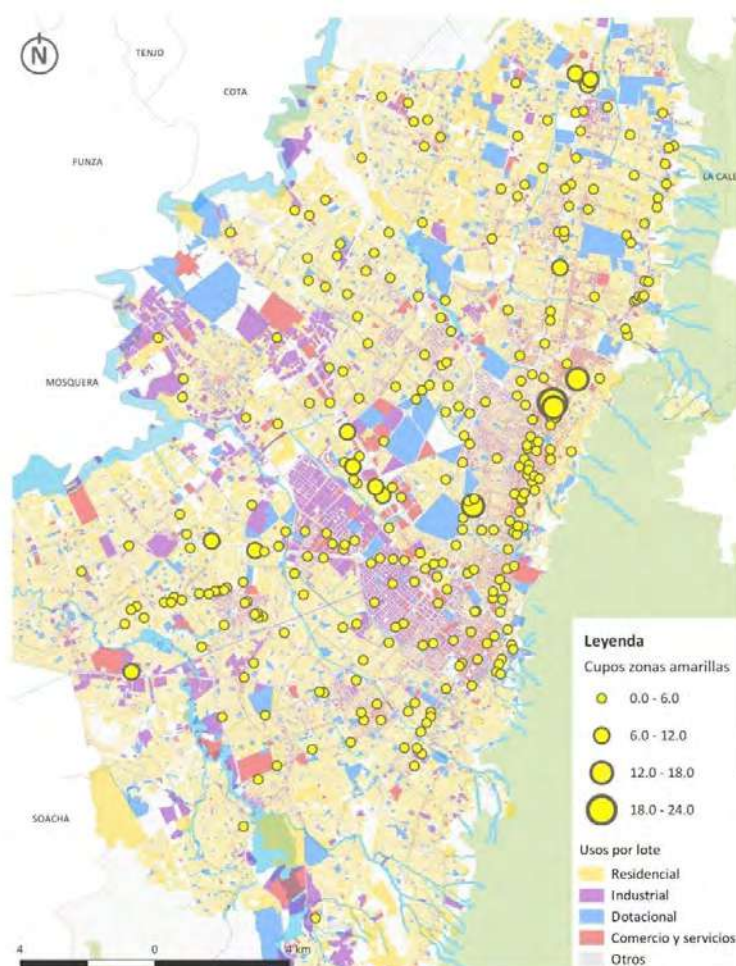 N
TENJO
COTA
FUNZA
LA CALE
MOSQUERA
SOACHA
Leyenda
Cupos zonas amarillas
0.0 - 6.0
6.0 - 12.0
12.0 - 18.0
18.0 - 24.0
Usos por lote
Residencial
Industrial
Dotacional
Comercio y servicios
Otros
4 0 4 km